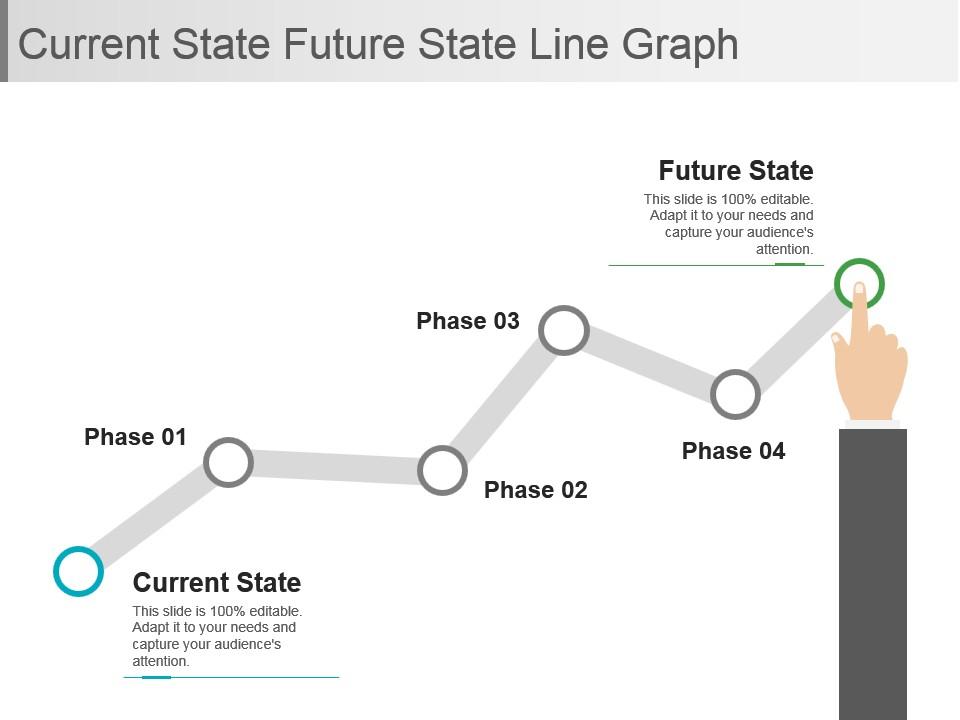 Current State Future State Line Graph
Future State
This slide is 100% editable.
Adapt it to your needs and
capture your audience's
attention.
Phase 03
Phase 01
Phase 04
Phase 02
Current State
This slide is 100% editable.
Adapt it to your needs and
capture your audience's
attention.